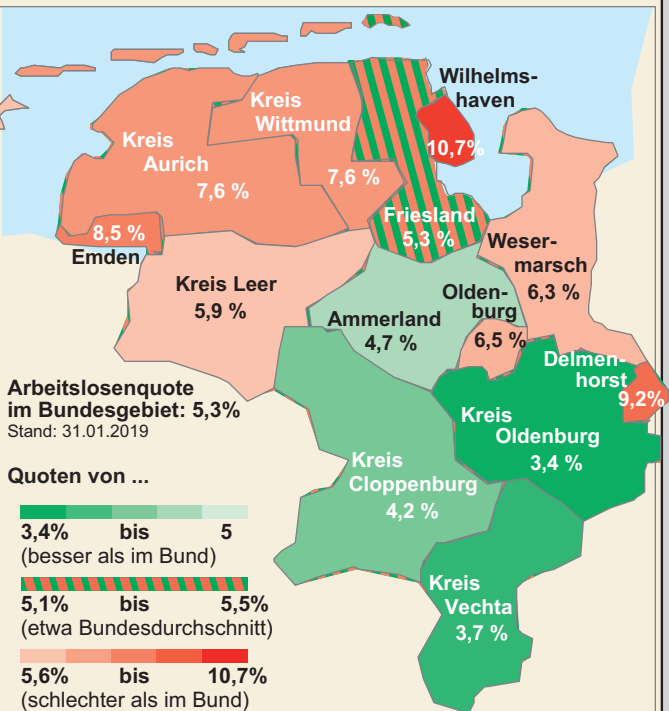 Wilhelms-
haven
10,7%
Kreis
Wittmund
7,6 %
Kreis
Aurich
7,6 %
8,5 %
Emden
Friesland
5,3 %
Weser-
marsch
6,3 %
Kreis Leer
5,9 %
Ammerland
4,7 %
Olden-
burg
6,5 %
Delmen-
horst
9,2%
Kreis
Oldenburg
3,4 %
Kreis
Cloppenburg
4,2 %
Kreis
Vechta
3,7 %
Arbeitslosenquote
im Bundesgebiet: 5,3%
Stand: 31.01.2019
Quoten von ...
3,4% bis 5
(besser als im Bund)
5,1% bis 5,5%
(etwa Bundesdurchschnitt)
5,6% bis 10,7%
(schlechter als im Bund)